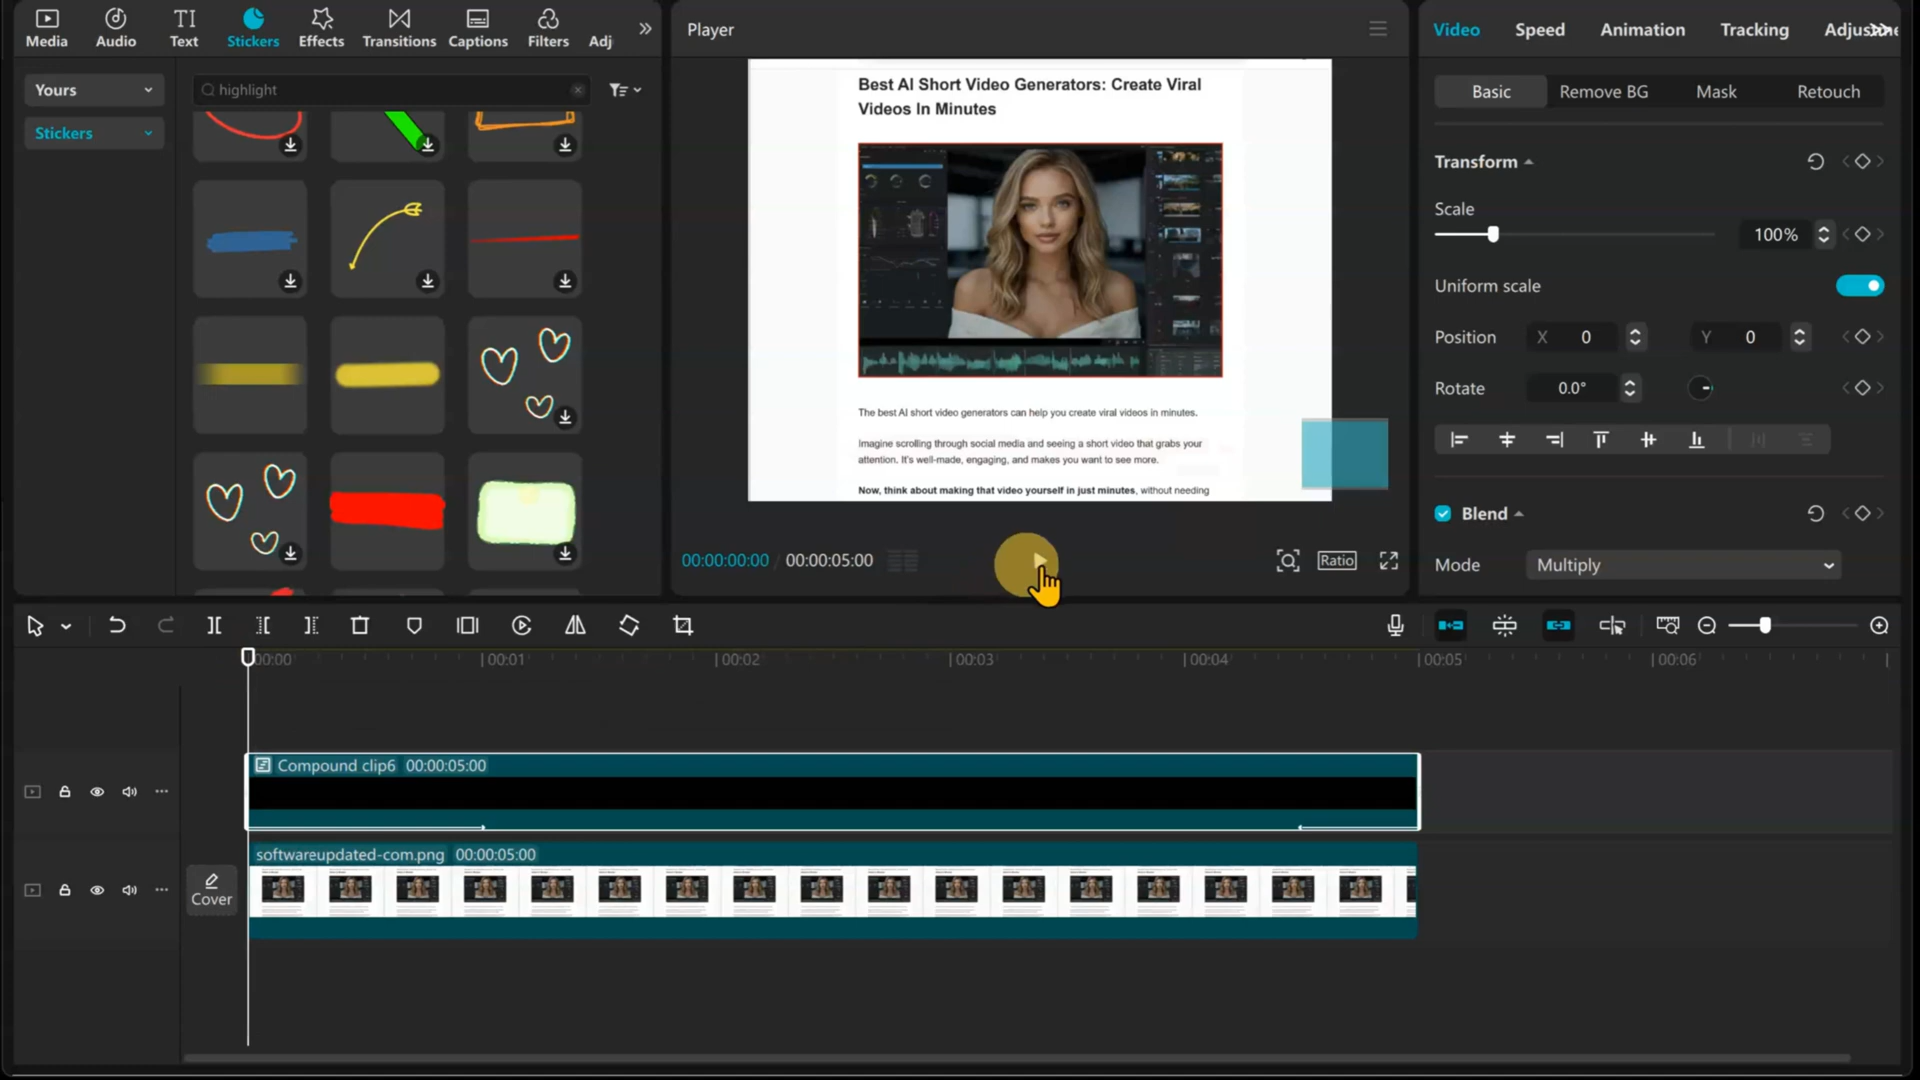 Media
Audio
Text
Stickers
Effects
Transitions
Captions
Filters
Adj
Yours
Stickers
highlight
Player
Best AI Short Video Generators: Create Viral
Videos In Minutes
The best AI short video generators can help you create viral videos in minutes.
Imagine scrolling through social media and seeing a short video that grabs your
attention. It's well-made, engaging, and makes you want to see more.
Now, think about making that video yourself in just minutes, without needing
00:00:00:00 / 00:00:05:00
Ratio
Video
Speed
Animation
Tracking
Basic
Remove BG
Mask
Retouch
Transform
Scale
100%
Uniform scale
Position X 0 Y 0
Rotate 0.0°
Blend
Mode Multiply
00:00
00:01
00:02
00:03
00:04
00:05
00:06
Compound clip6 00:00:05:00
softwareupdated-com.png 00:00:05:00
Cover